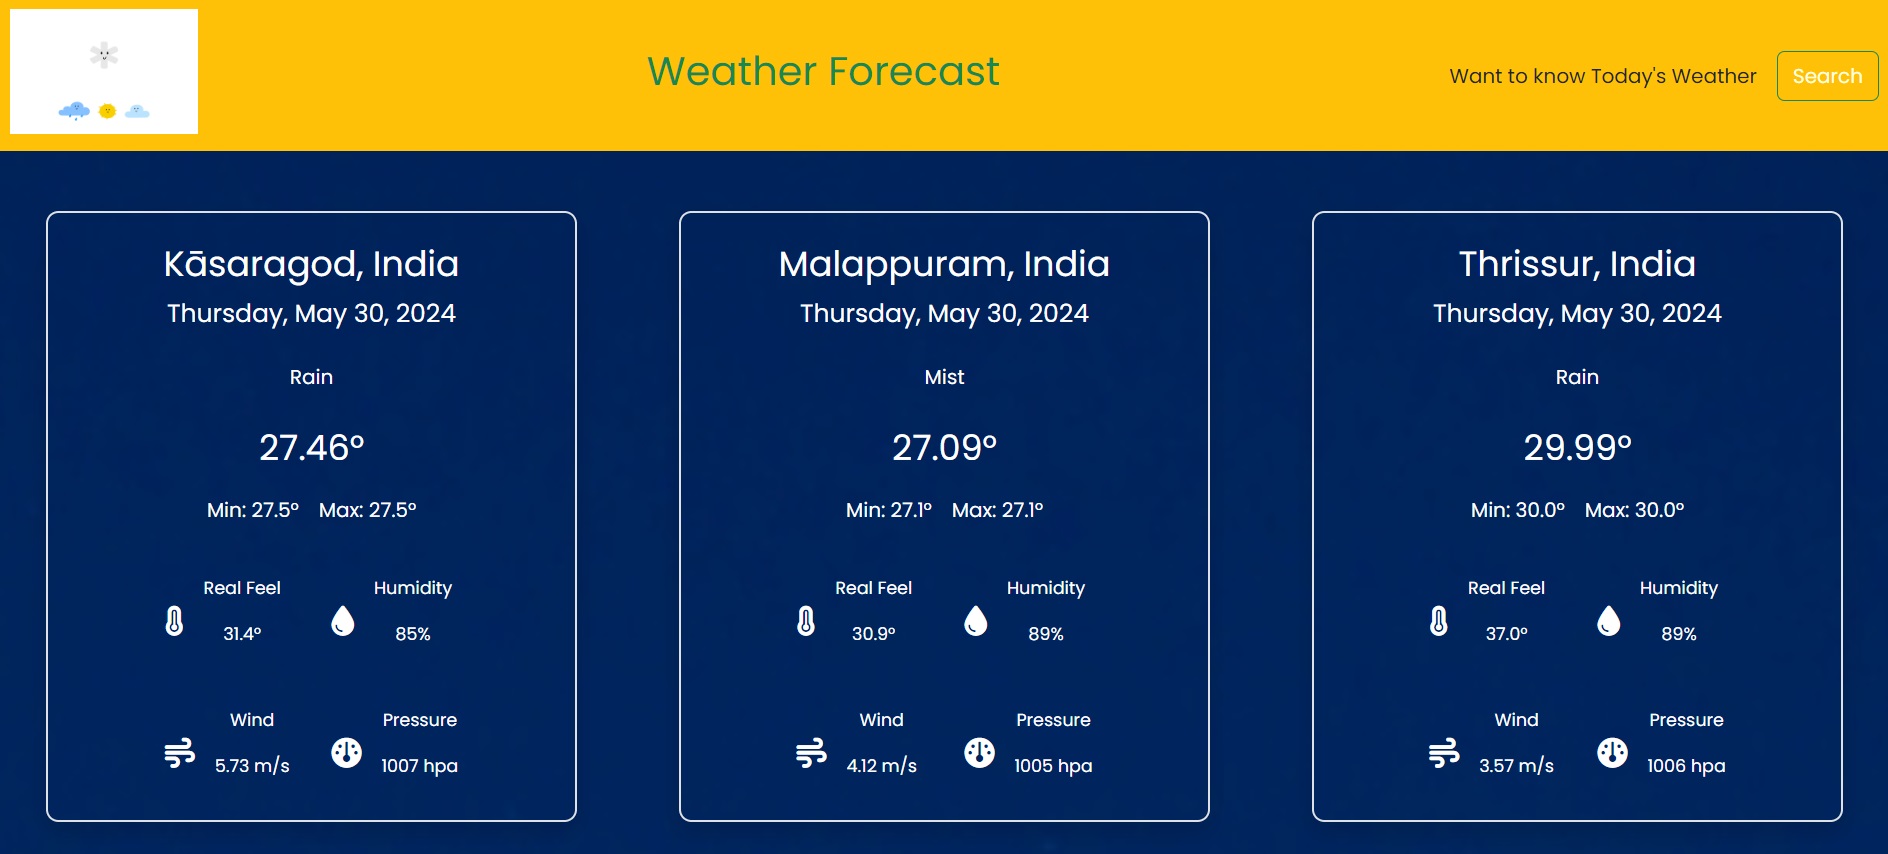 Weather Forecast
Want to know Today's Weather
Search
Kāsaragod, India
Thursday, May 30, 2024
Rain
27.46°
Min: 27.5° Max: 27.5°
Real Feel
31.4°
Humidity
85%
Wind
5.73 m/s
Pressure
1007 hpa
Malappuram, India
Thursday, May 30, 2024
Mist
27.09°
Min: 27.1° Max: 27.1°
Real Feel
30.9°
Humidity
89%
Wind
4.12 m/s
Pressure
1005 hpa
Thrissur, India
Thursday, May 30, 2024
Rain
29.99°
Min: 30.0° Max: 30.0°
Real Feel
37.0°
Humidity
89%
Wind
3.57 m/s
Pressure
1006 hpa